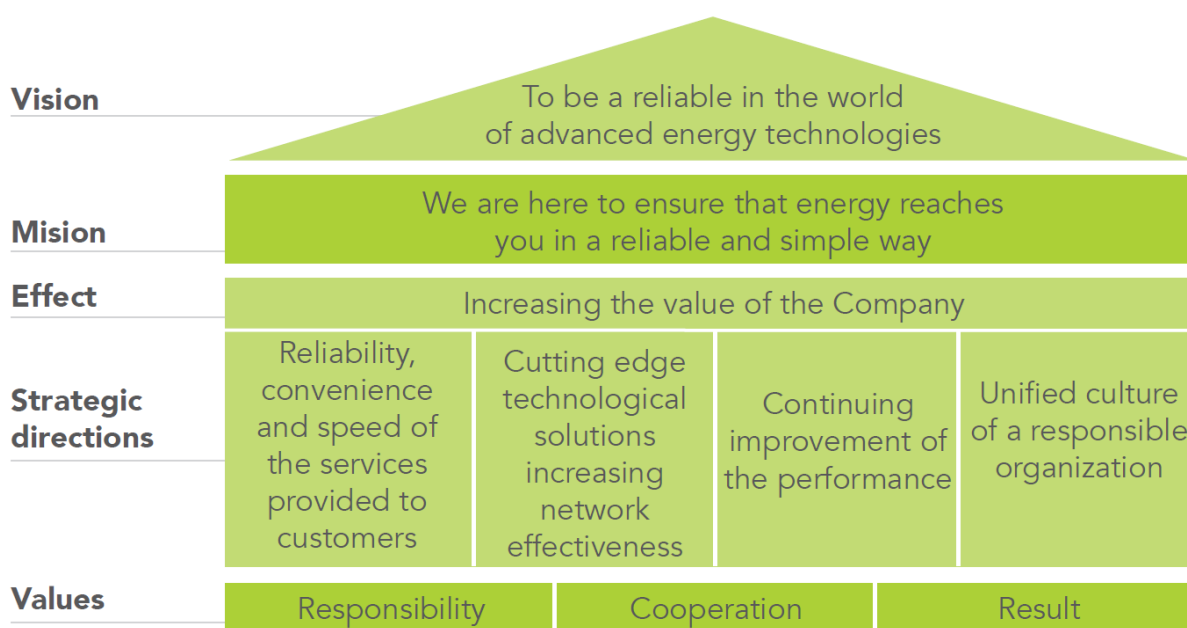 Vision
To be a reliable in the world
of advanced energy technologies
Mision
We are here to ensure that energy reaches
you in a reliable and simple way
Effect
Increasing the value of the Company
Strategic
directions
Reliability,
convenience
and speed of
the services
provided to
customers
Cutting edge
technological
solutions
increasing
network
effectiveness
Continuing
improvement of
the performance
Unified culture
of a responsible
organization
Values
Responsibility
Cooperation
Result